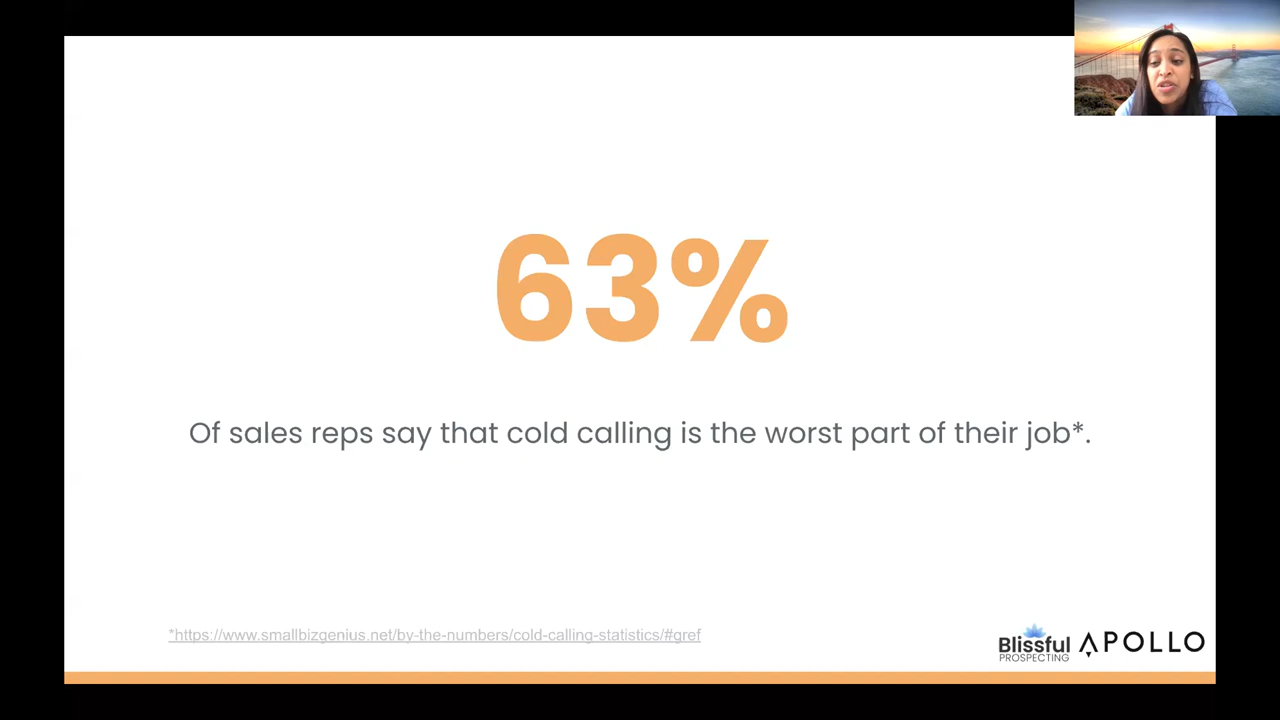 63%
Of sales reps say that cold calling is the worst part of their job*.
*https://www.smallbizgenius.net/by-the-numbers/cold-calling-statistics/#gref
Blissful
PROSPECTING
APOLLO